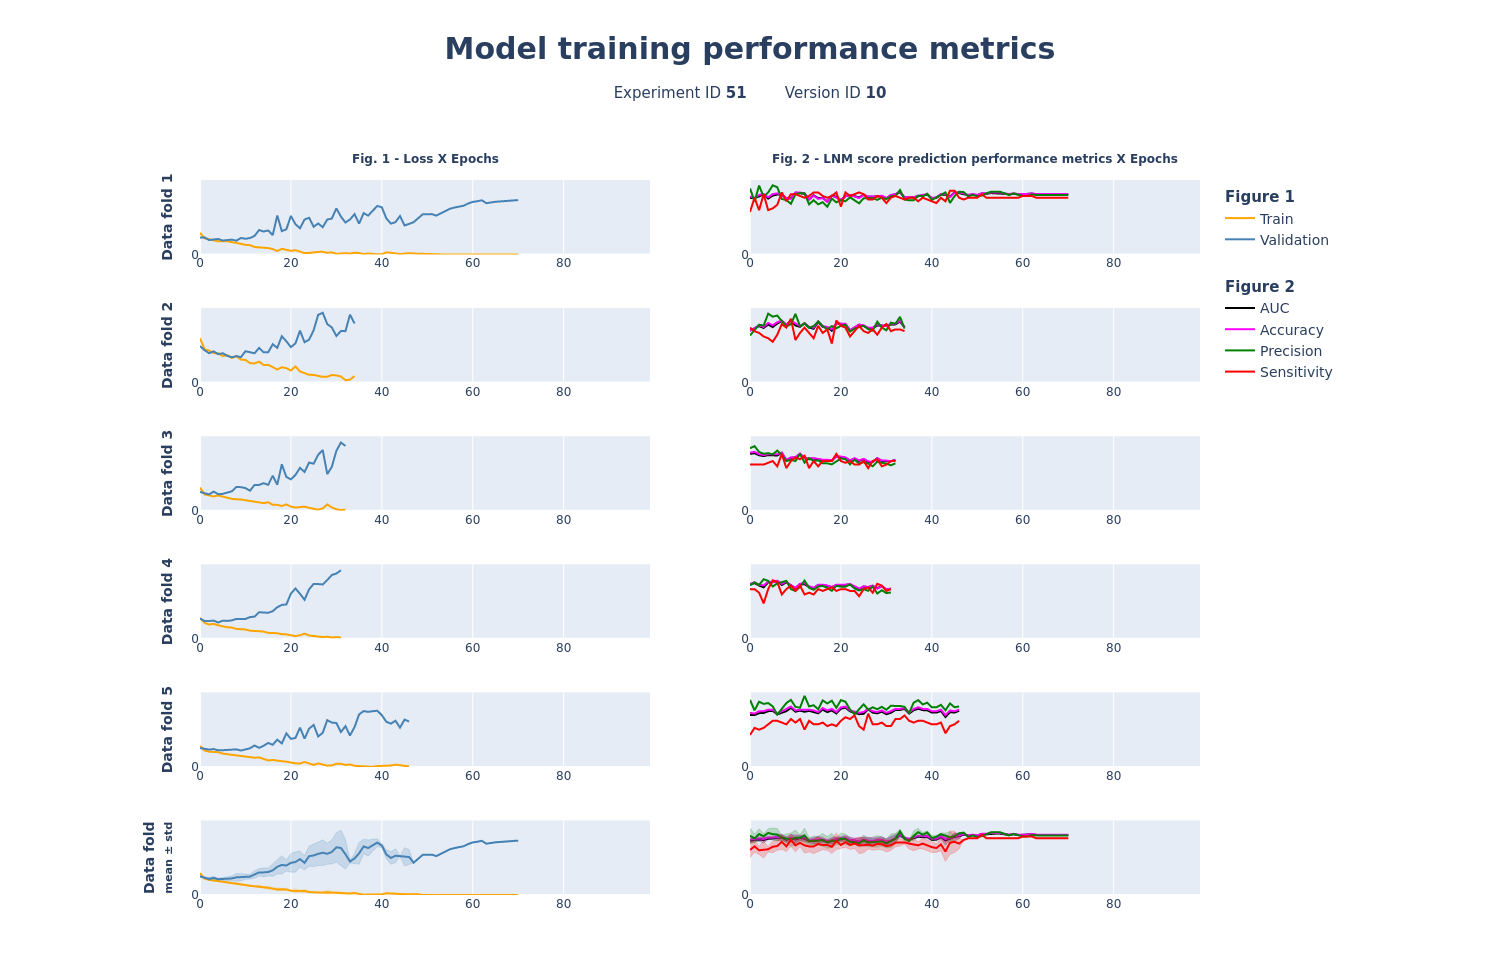 Model training performance metrics
Experiment ID 51 Version ID 10
Fig. 1 - Loss X Epochs
Fig. 2 - LNM score prediction performance metrics X Epochs
Data fold 1
0
0 20 40 60 80
0
0 20 40 60 80
Figure 1
Train
Validation
Figure 2
AUC
Accuracy
Precision
Sensitivity
Data fold 2
0
0 20 40 60 80
0
0 20 40 60 80
Data fold 3
0
0 20 40 60 80
0
0 20 40 60 80
Data fold 4
0
0 20 40 60 80
0
0 20 40 60 80
Data fold 5
0
0 20 40 60 80
0
0 20 40 60 80
Data fold
mean ± std
0
0 20 40 60 80
0
0 20 40 60 80